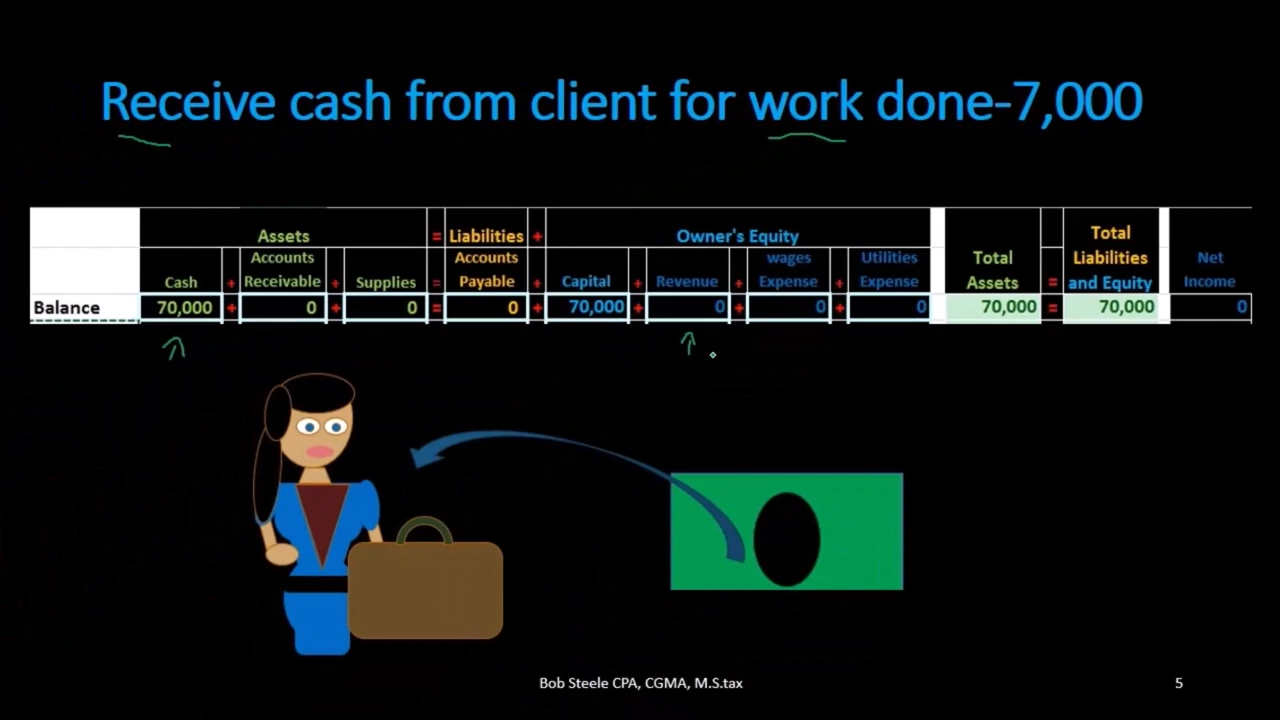 Receive cash from client for work done-7,000
Assets = Liabilities + Owner's Equity
Cash + Accounts Receivable + Supplies = Accounts Payable + Capital + Revenue + wages Expense + Utilities Expense Total Assets = Total Liabilities and Equity Net Income
Balance 70,000 + 0 + 0 = 0 + 70,000 + 0 + 0 + 0 70,000 = 70,000 0
Bob Steele CPA, CGMA, M.S.tax
5